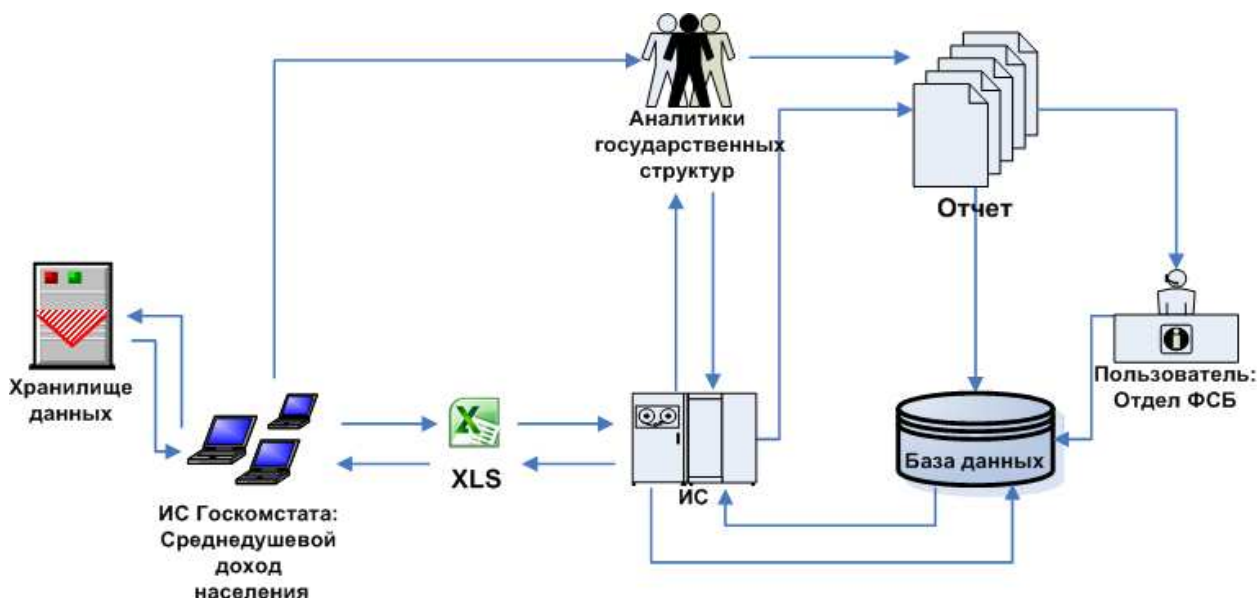 Аналитики
государственных
структур
Отчет
Хранилище
данных
Пользователь:
Отдел ФСБ
База данных
XLS
ИС
ИС Госкомстата:
Среднедушевой
доход
населения